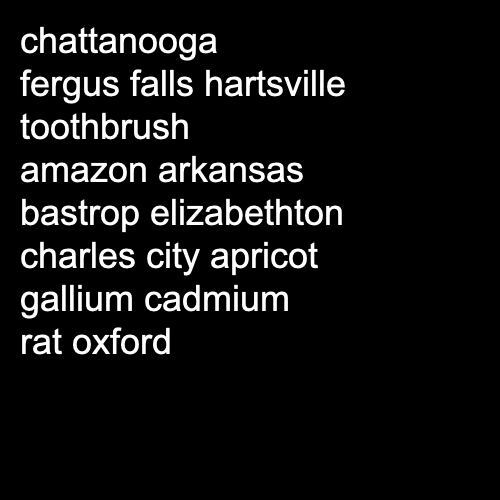 chattanooga
fergus falls hartsville
toothbrush
amazon arkansas
bastrop elizabethton
charles city apricot
gallium cadmium
rat oxford